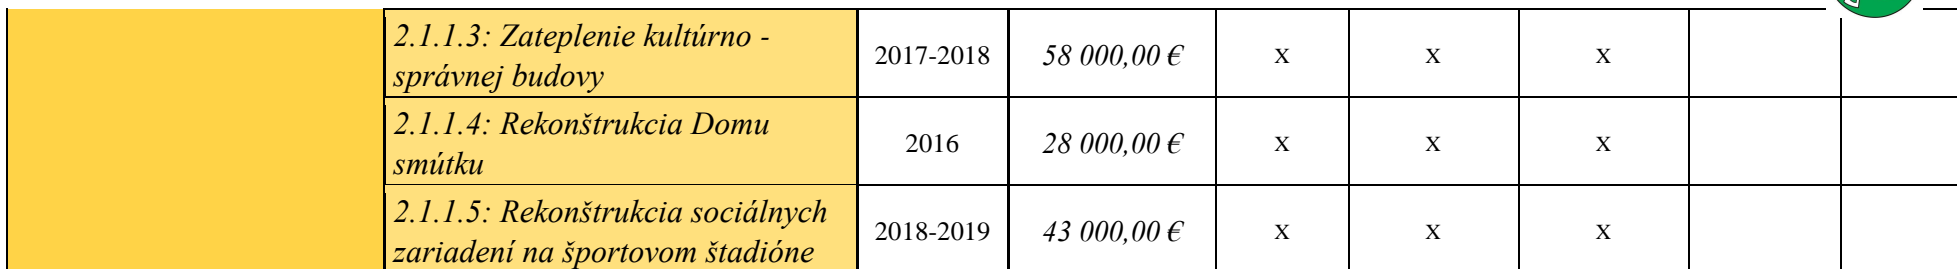 2.1.1.3: Zateplenie kultúrno -
správnej budovy
2017-2018
58 000,00 €
x
x
x
2.1.1.4: Rekonštrukcia Domu
smútku
2016
28 000,00 €
x
x
x
2.1.1.5: Rekonštrukcia sociálnych
zariadení na športovom štadióne
2018-2019
43 000,00 €
x
x
x